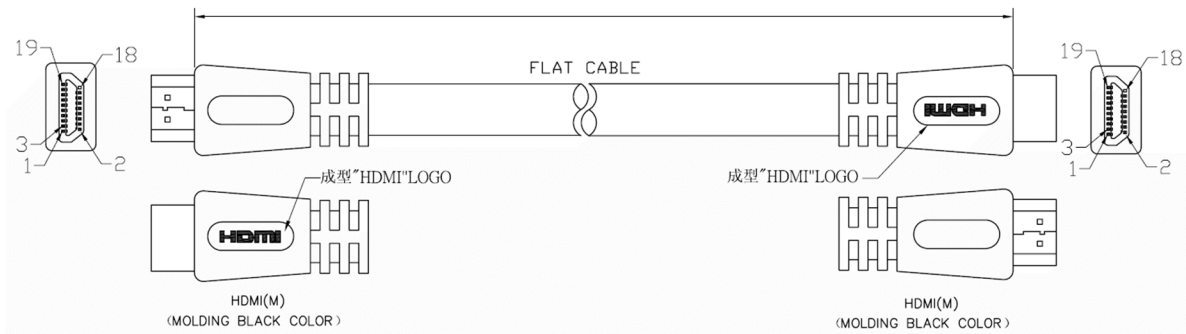 19
18
FLAT CABLE
19
18
HDMI
3
3
1
2
1
2
成型"HDMI"LOGO
成型"HDMI"LOGO
HDMI
HDMI(M)
(MOLDING BLACK COLOR)
HDMI(M)
(MOLDING BLACK COLOR)